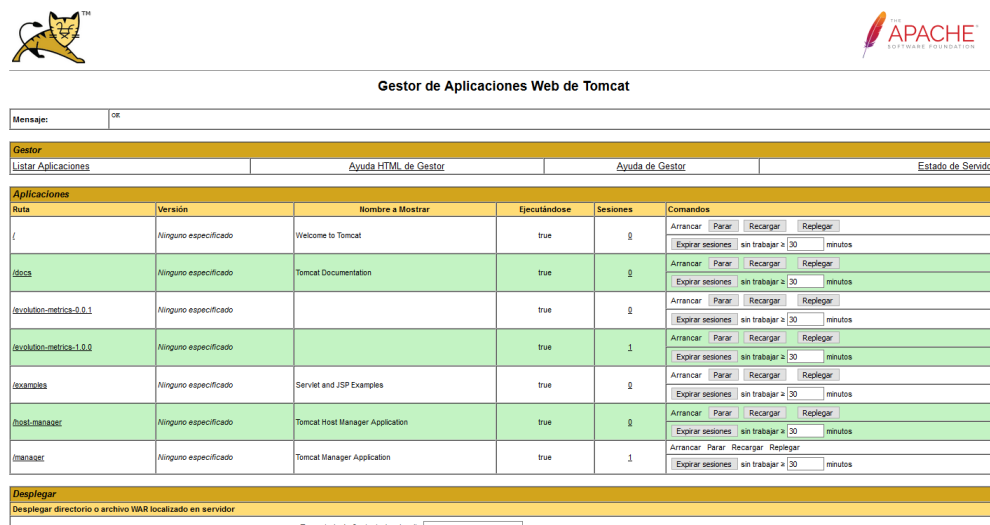 TM
THE
APACHE
SOFTWARE FOUNDATION
Gestor de Aplicaciones Web de Tomcat
Mensaje: OK
Gestor
Listar Aplicaciones Ayuda HTML de Gestor Ayuda de Gestor Estado de Servido
Aplicaciones
Ruta Versión Nombre a Mostrar Ejecutándose Sesiones Comandos
/ Ninguno especificado Welcome to Tomcat true 0 Arrancar Parar Recargar Replegar
Expirar sesiones sin trabajar ≥ 30 minutos
/docs Ninguno especificado Tomcat Documentation true 0 Arrancar Parar Recargar Replegar
Expirar sesiones sin trabajar ≥ 30 minutos
/evolution-metrics-0.0.1 Ninguno especificado true 0 Arrancar Parar Recargar Replegar
Expirar sesiones sin trabajar ≥ 30 minutos
/evolution-metrics-1.0.0 Ninguno especificado true 1 Arrancar Parar Recargar Replegar
Expirar sesiones sin trabajar ≥ 30 minutos
/examples Ninguno especificado Servlet and JSP Examples true 0 Arrancar Parar Recargar Replegar
Expirar sesiones sin trabajar ≥ 30 minutos
/host-manager Ninguno especificado Tomcat Host Manager Application true 0 Arrancar Parar Recargar Replegar
Expirar sesiones sin trabajar ≥ 30 minutos
/manager Ninguno especificado Tomcat Manager Application true 1 Arrancar Parar Recargar Replegar
Expirar sesiones sin trabajar ≥ 30 minutos
Desplegar
Desplegar directorio o archivo WAR localizado en servidor